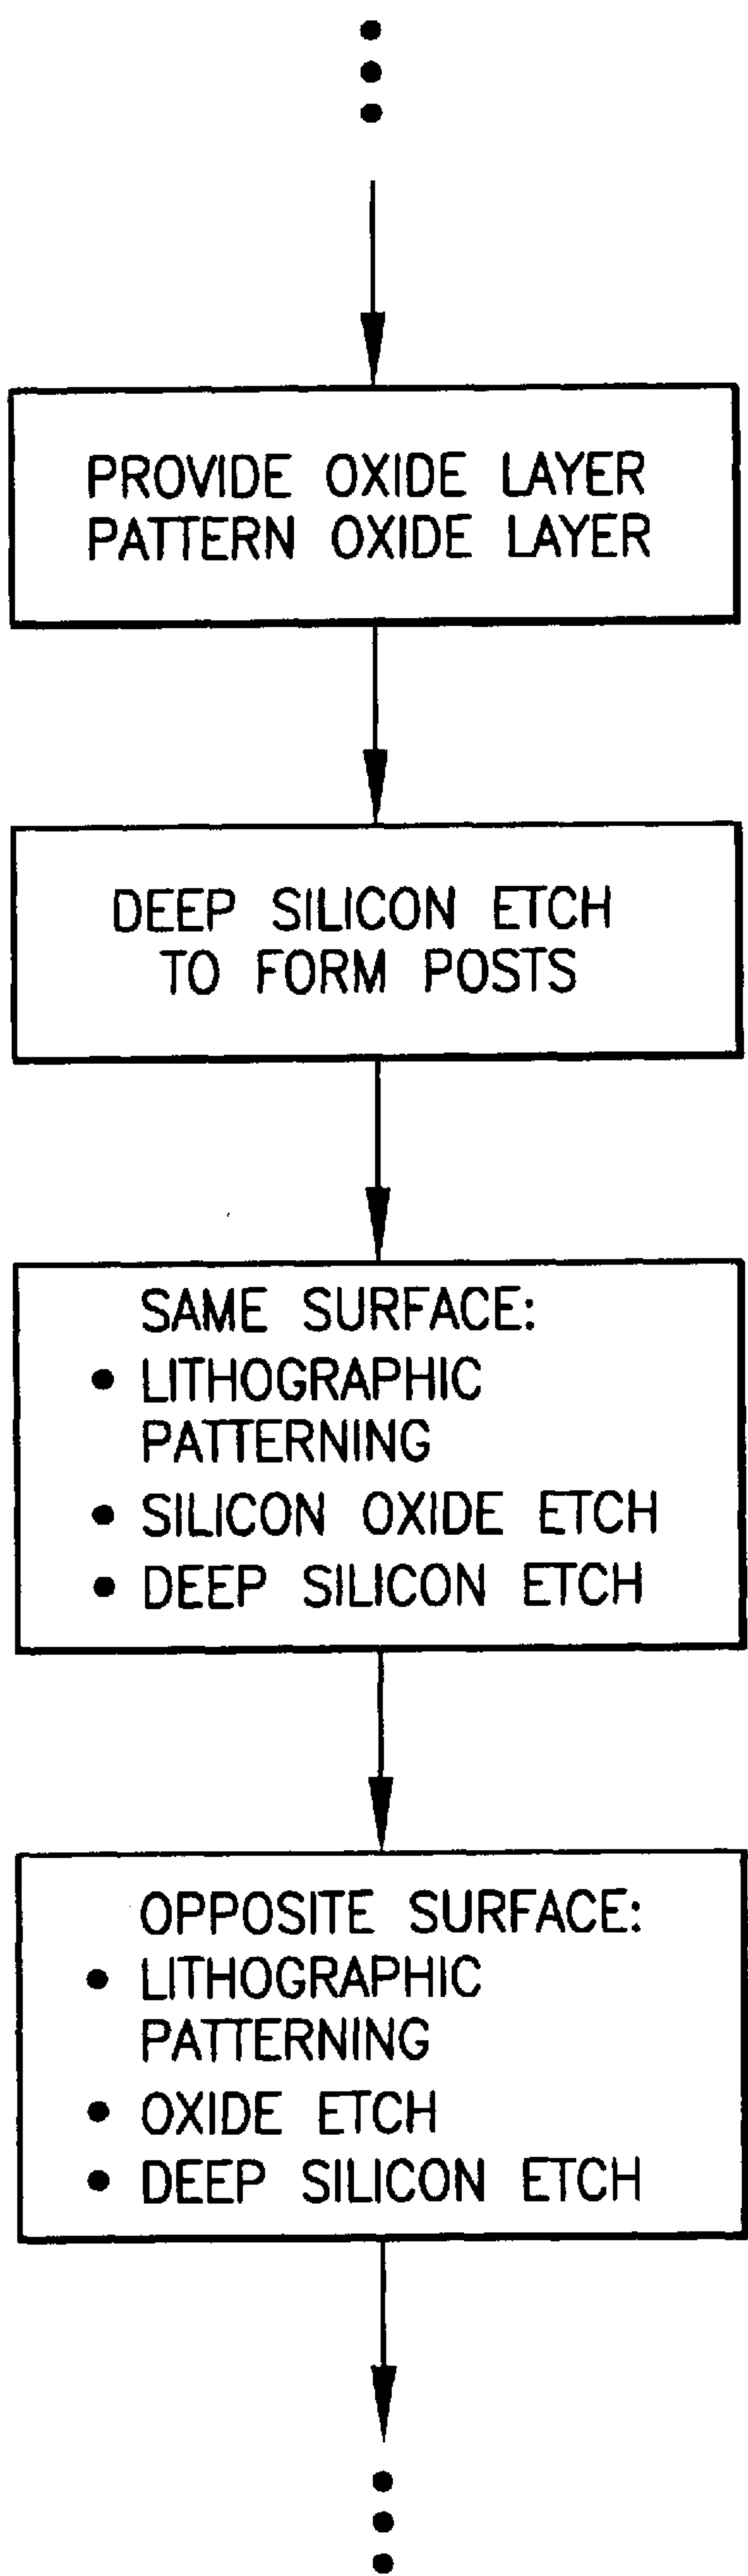 PROVIDE OXIDE LAYER
PATTERN OXIDE LAYER
DEEP SILICON ETCH
TO FORM POSTS
SAME SURFACE:
• LITHOGRAPHIC
PATTERNING
• SILICON OXIDE ETCH
• DEEP SILICON ETCH
OPPOSITE SURFACE:
• LITHOGRAPHIC
PATTERNING
• OXIDE ETCH
• DEEP SILICON ETCH